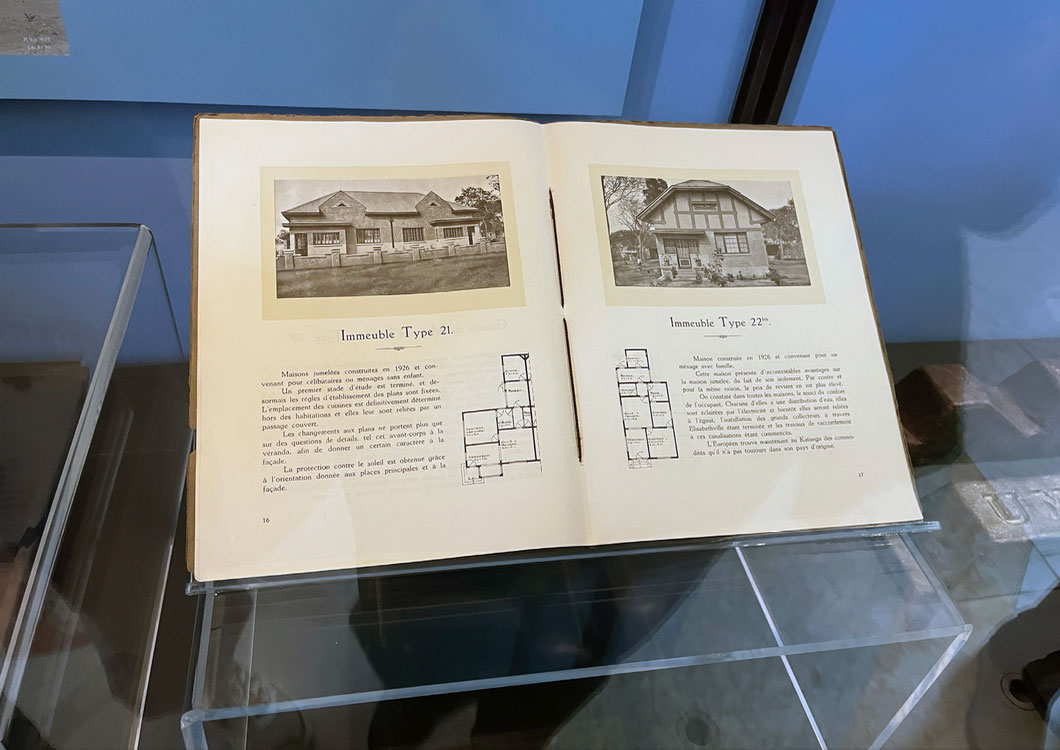 Immeuble Type 21.
Maisons jumelées construites en 1926 et con-
venant pour célibataires ou ménages sans enfant.
Un premier stade d'étude est terminé, et dé-
sormais les règles d'établissement des plans sont fixées.
L'emplacement des cuisines est définitivement déterminé
hors des habitations et elles leur sont reliées par un
passage couvert.
Les changements aux plans ne portent plus que
sur des questions de détails, tel cet avant-corps à la
véranda, afin de donner un certain caractère à la
façade.
La protection contre le soleil est obtenue grâce
à l'orientation donnée aux places principales et à la
façade.
16
Immeuble Type 22bis.
Maison construite en 1926 et convenant pour un
ménage avec famille.
Cette maison présente d'incontestables avantages sur
la maison jumelée, du fait de son isolement. Par contre et
pour la même raison, le prix de revient en est plus élevé.
On constate dans toutes les maisons, le souci du confort
de l'occupant. Chacune d'elles a une distribution d'eau, elles
sont éclairées par l'électricité et bientôt elles seront reliées
à l'égout, l'installation des grands collecteurs à travers
Elisabethville étant terminée et les travaux de raccordement
à ces canalisations étant commencés.
L'Européen trouve maintenant au Katanga des commo-
dités qu'il n'a pas toujours dans son pays d'origine.
17